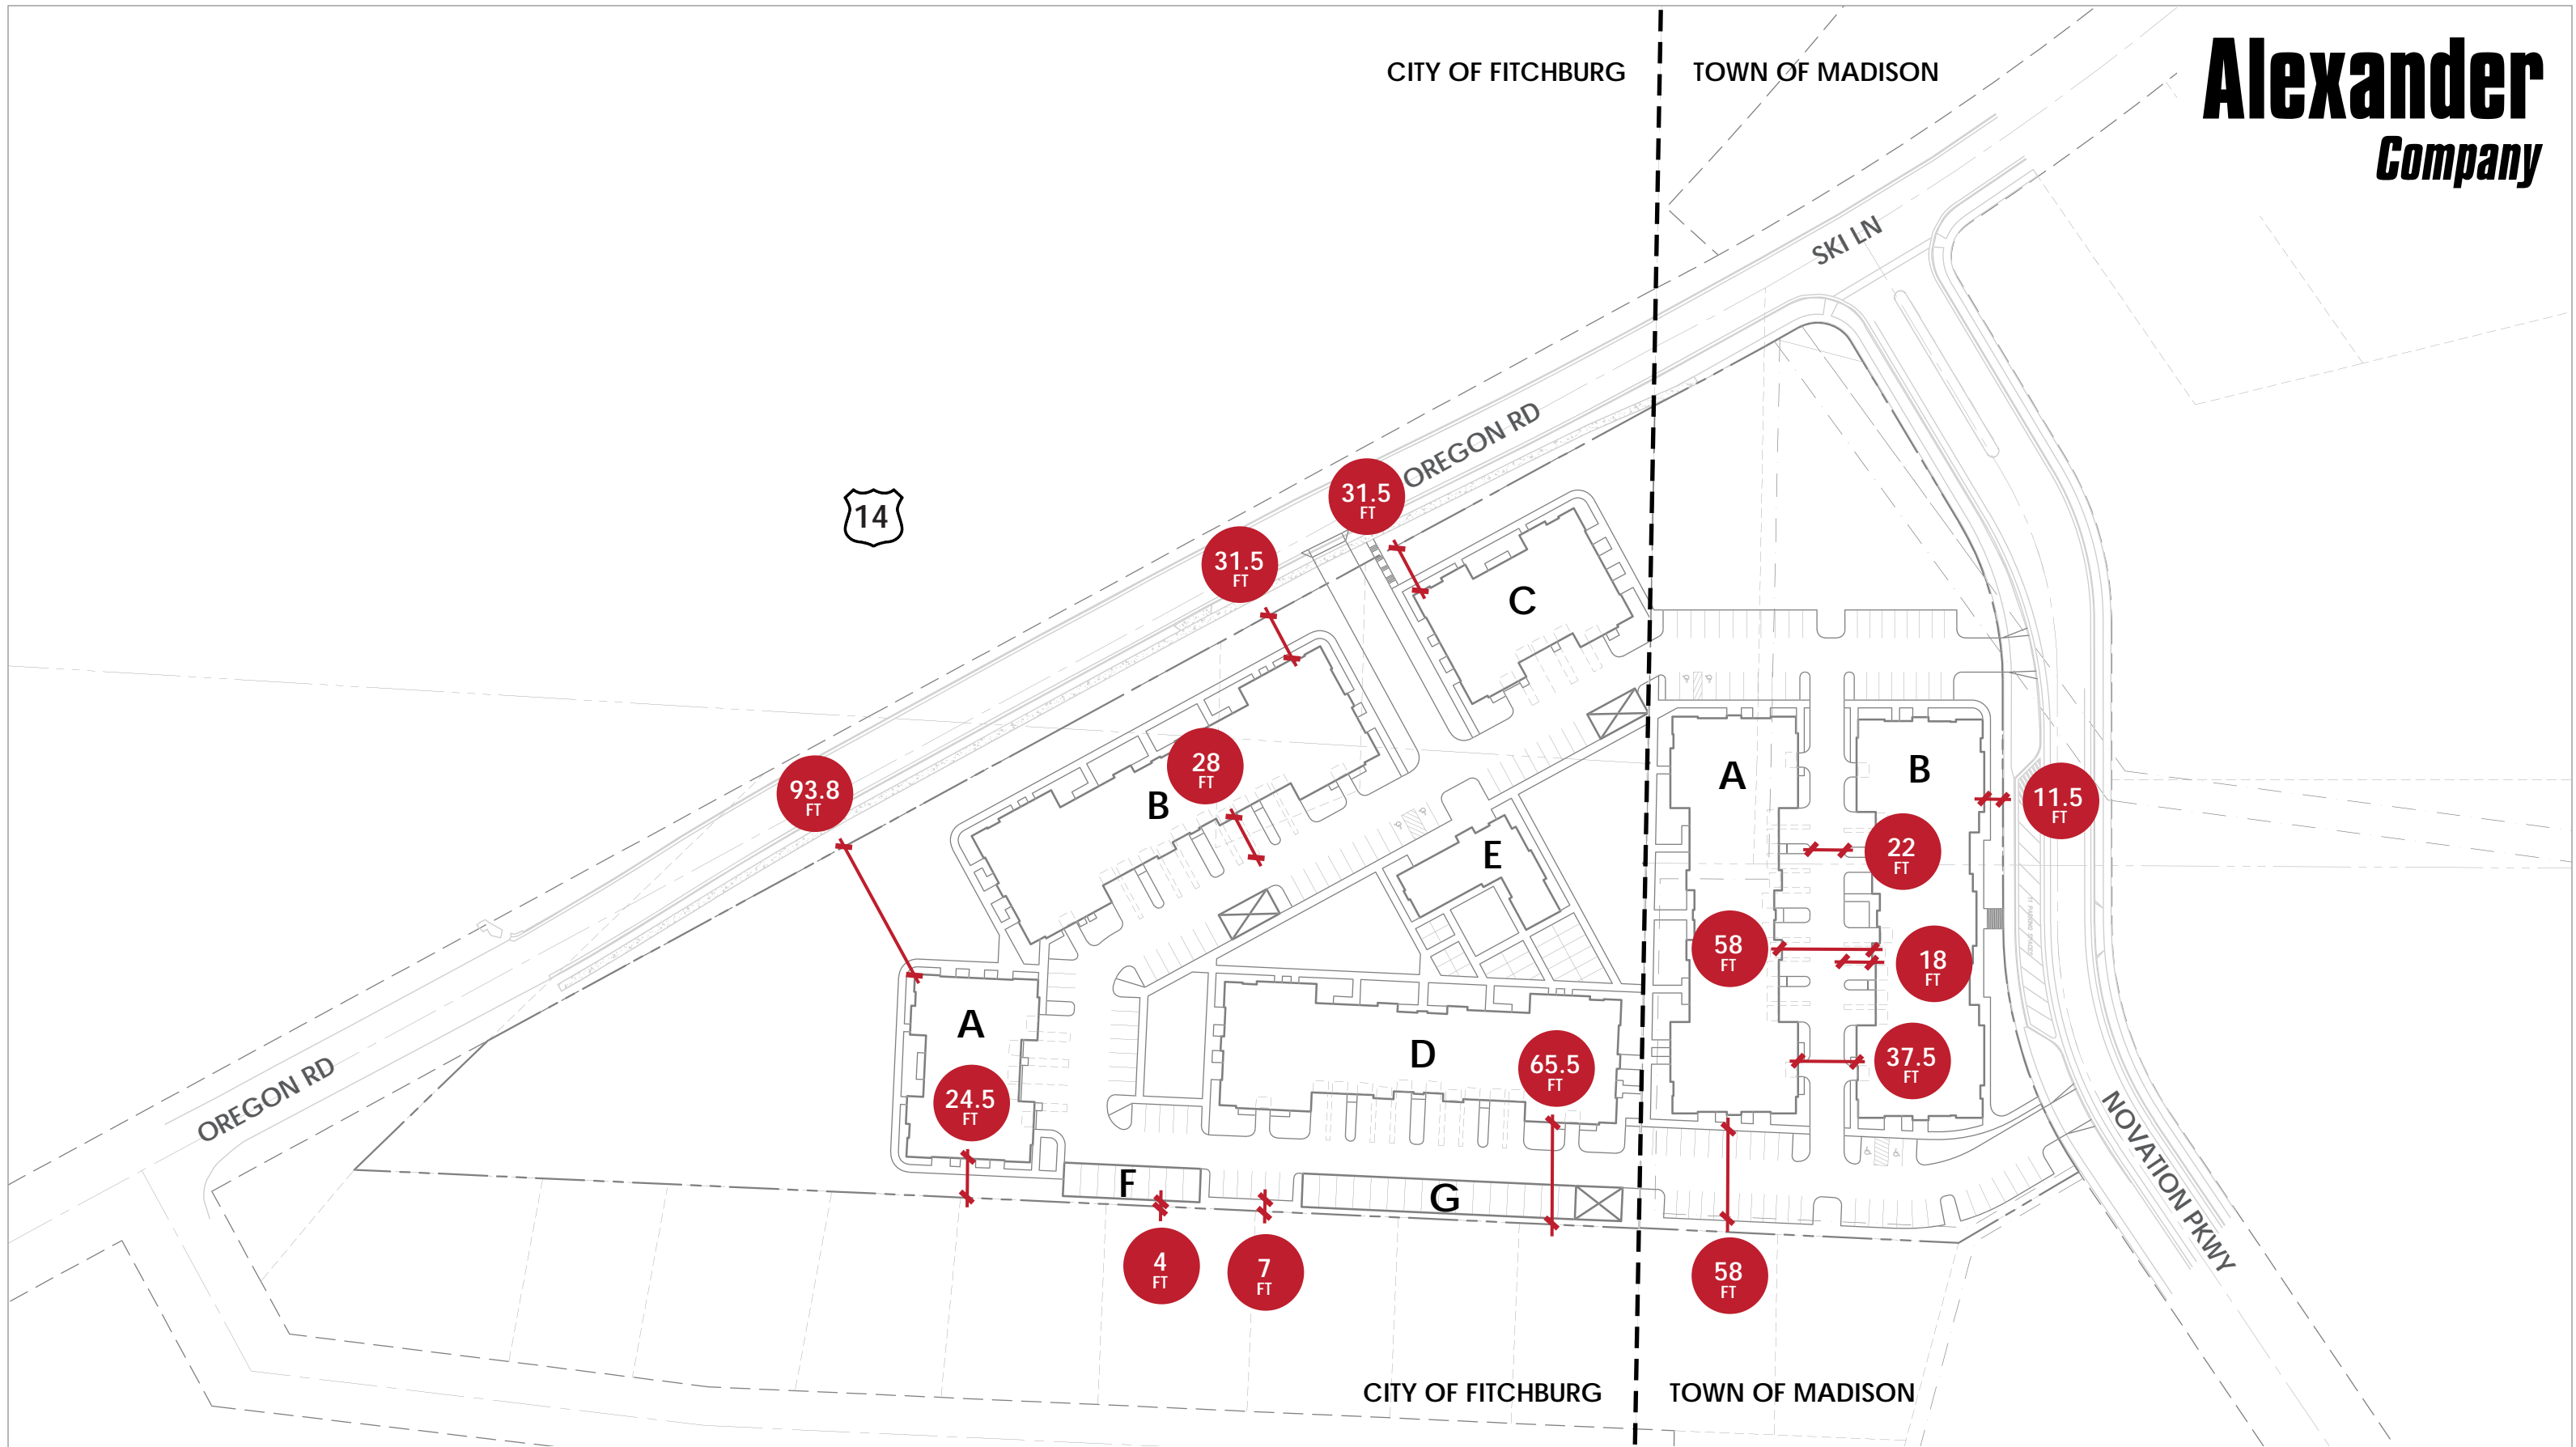 CITY OF FITCHBURG
TOWN OF MADISON
Alexander
Company
SKI LN
OREGON RD
31.5
FT
14
31.5
FT
C
28
FT
B
93.8
FT
A
B
11.5
FT
22
FT
E
58
FT
18
FT
A
D
65.5
FT
37.5
FT
24.5
FT
OREGON RD
NOVATION PKWY
F
G
4
FT
7
FT
58
FT
CITY OF FITCHBURG
TOWN OF MADISON